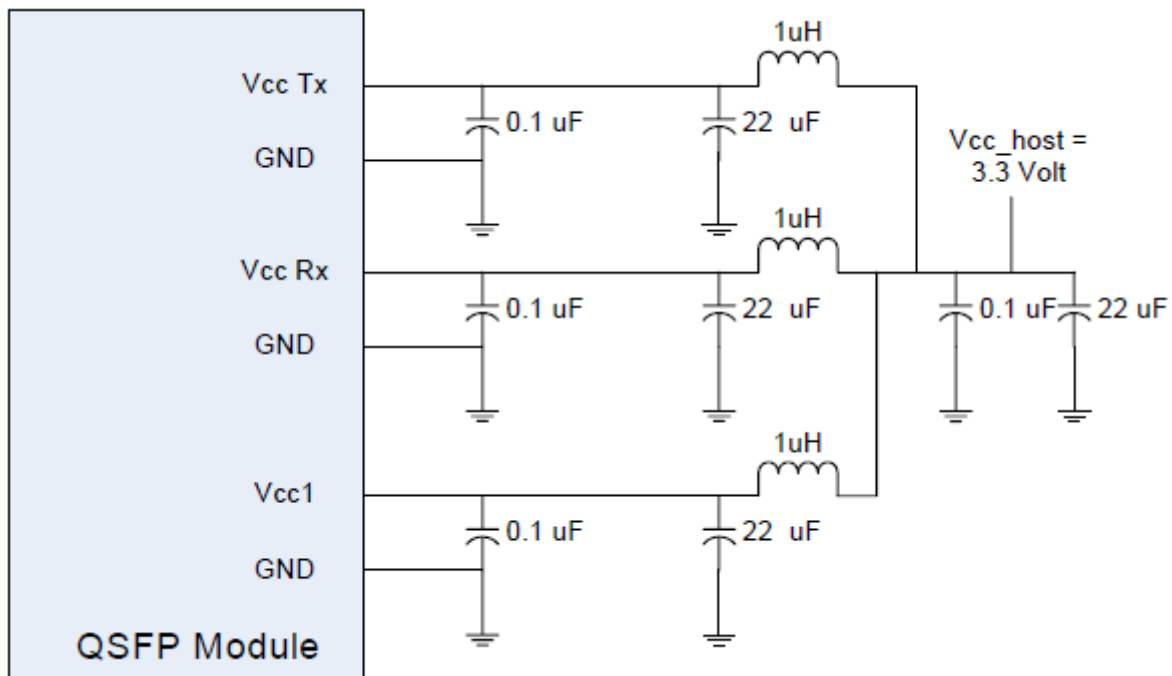 1uH
Vcc Tx
0.1 uF
22 uF
GND
Vcc_host =
3.3 Volt
1uH
Vcc Rx
0.1 uF
22 uF
0.1 uF
22 uF
GND
1uH
Vcc1
0.1 uF
22 uF
GND
QSFP Module